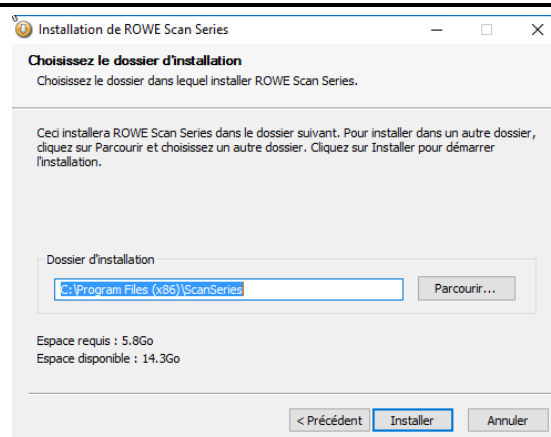 Installation de ROWE Scan Series
Choisissez le dossier d'installation
Choisissez le dossier dans lequel installer ROWE Scan Series.
Ceci installera ROWE Scan Series dans le dossier suivant. Pour installer dans un autre dossier,
cliquez sur Parcourir et choisissez un autre dossier. Cliquez sur Installer pour démarrer
l'installation.
Dossier d'installation
C:\Program Files (x86)\ScanSeries
Parcourir...
Espace requis : 5.8Go
Espace disponible : 14.3Go
< Précédent
Installer
Annuler